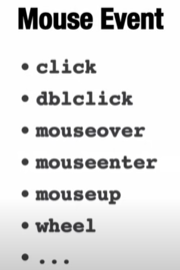 Mouse Event
• click
• dblclick
• mouseover
• mouseenter
• mouseup
• wheel
• ...